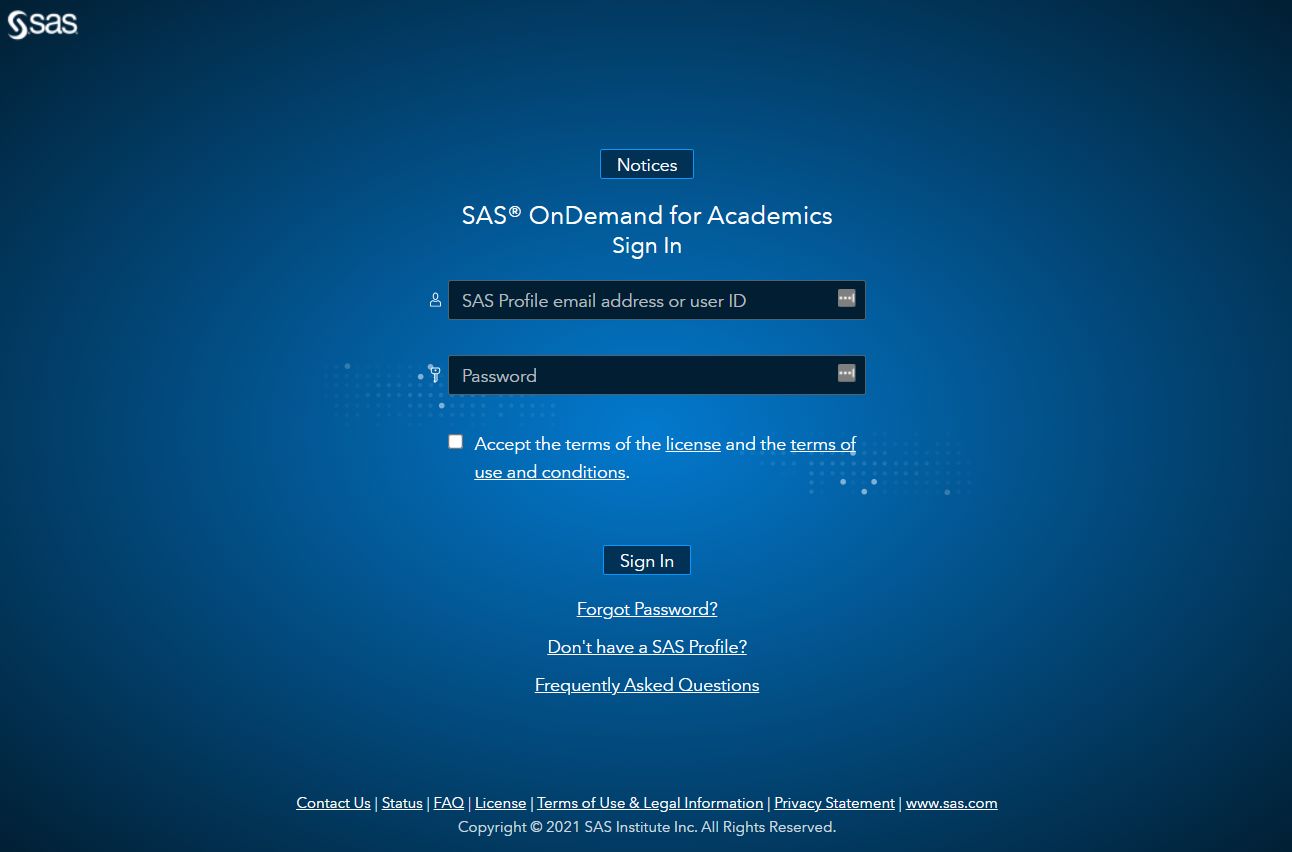 sas
Notices
SAS® OnDemand for Academics
Sign In
SAS Profile email address or user ID
Password
Accept the terms of the license and the terms of
use and conditions.
Sign In
Forgot Password?
Don't have a SAS Profile?
Frequently Asked Questions
Contact Us | Status | FAQ | License | Terms of Use & Legal Information | Privacy Statement | www.sas.com
Copyright © 2021 SAS Institute Inc. All Rights Reserved.